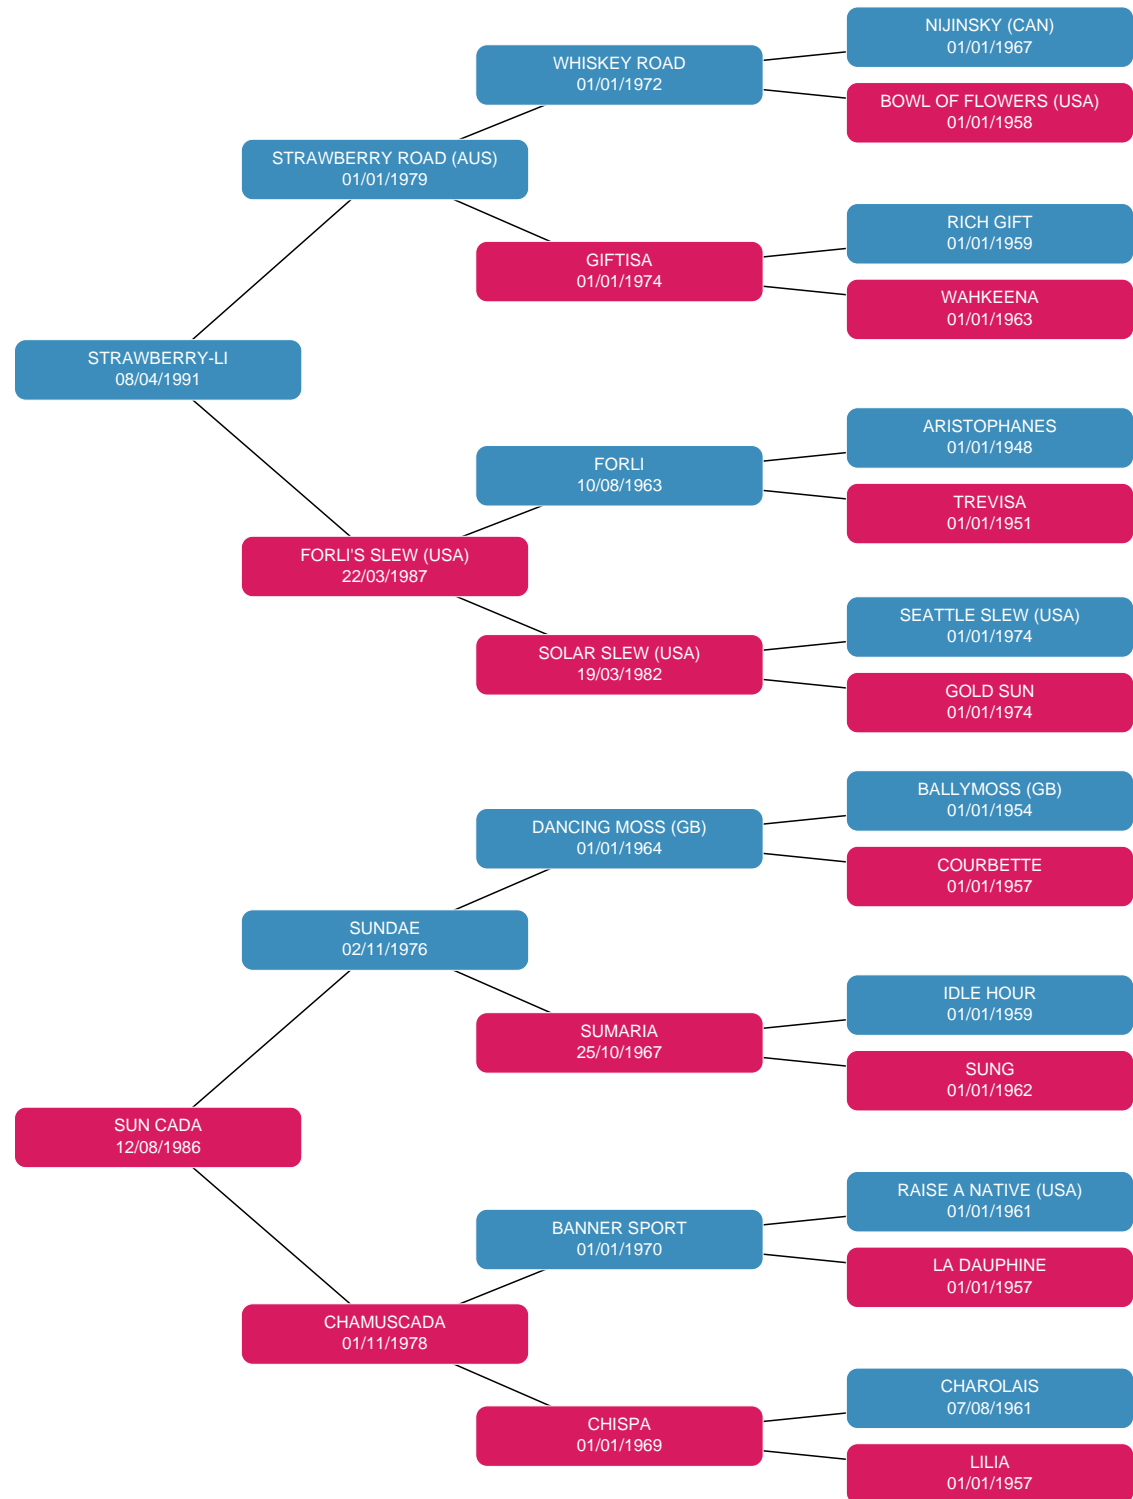 NIJINSKY (CAN)
01/01/1967
WHISKEY ROAD
01/01/1972
BOWL OF FLOWERS (USA)
01/01/1958
STRAWBERRY ROAD (AUS)
01/01/1979
RICH GIFT
01/01/1959
GIFTISA
01/01/1974
WAHKEENA
01/01/1963
STRAWBERRY-LI
08/04/1991
ARISTOPHANES
01/01/1948
FORLI
10/08/1963
TREVISA
01/01/1951
FORLI'S SLEW (USA)
22/03/1987
SEATTLE SLEW (USA)
01/01/1974
SOLAR SLEW (USA)
19/03/1982
GOLD SUN
01/01/1974
BALLYMOSS (GB)
01/01/1954
DANCING MOSS (GB)
01/01/1964
COURBETTE
01/01/1957
SUNDAE
02/11/1976
IDLE HOUR
01/01/1959
SUMARIA
25/10/1967
SUNG
01/01/1962
SUN CADA
12/08/1986
RAISE A NATIVE (USA)
01/01/1961
BANNER SPORT
01/01/1970
LA DAUPHINE
01/01/1957
CHAMUSCADA
01/11/1978
CHAROLAIS
07/08/1961
CHISPA
01/01/1969
LILIA
01/01/1957